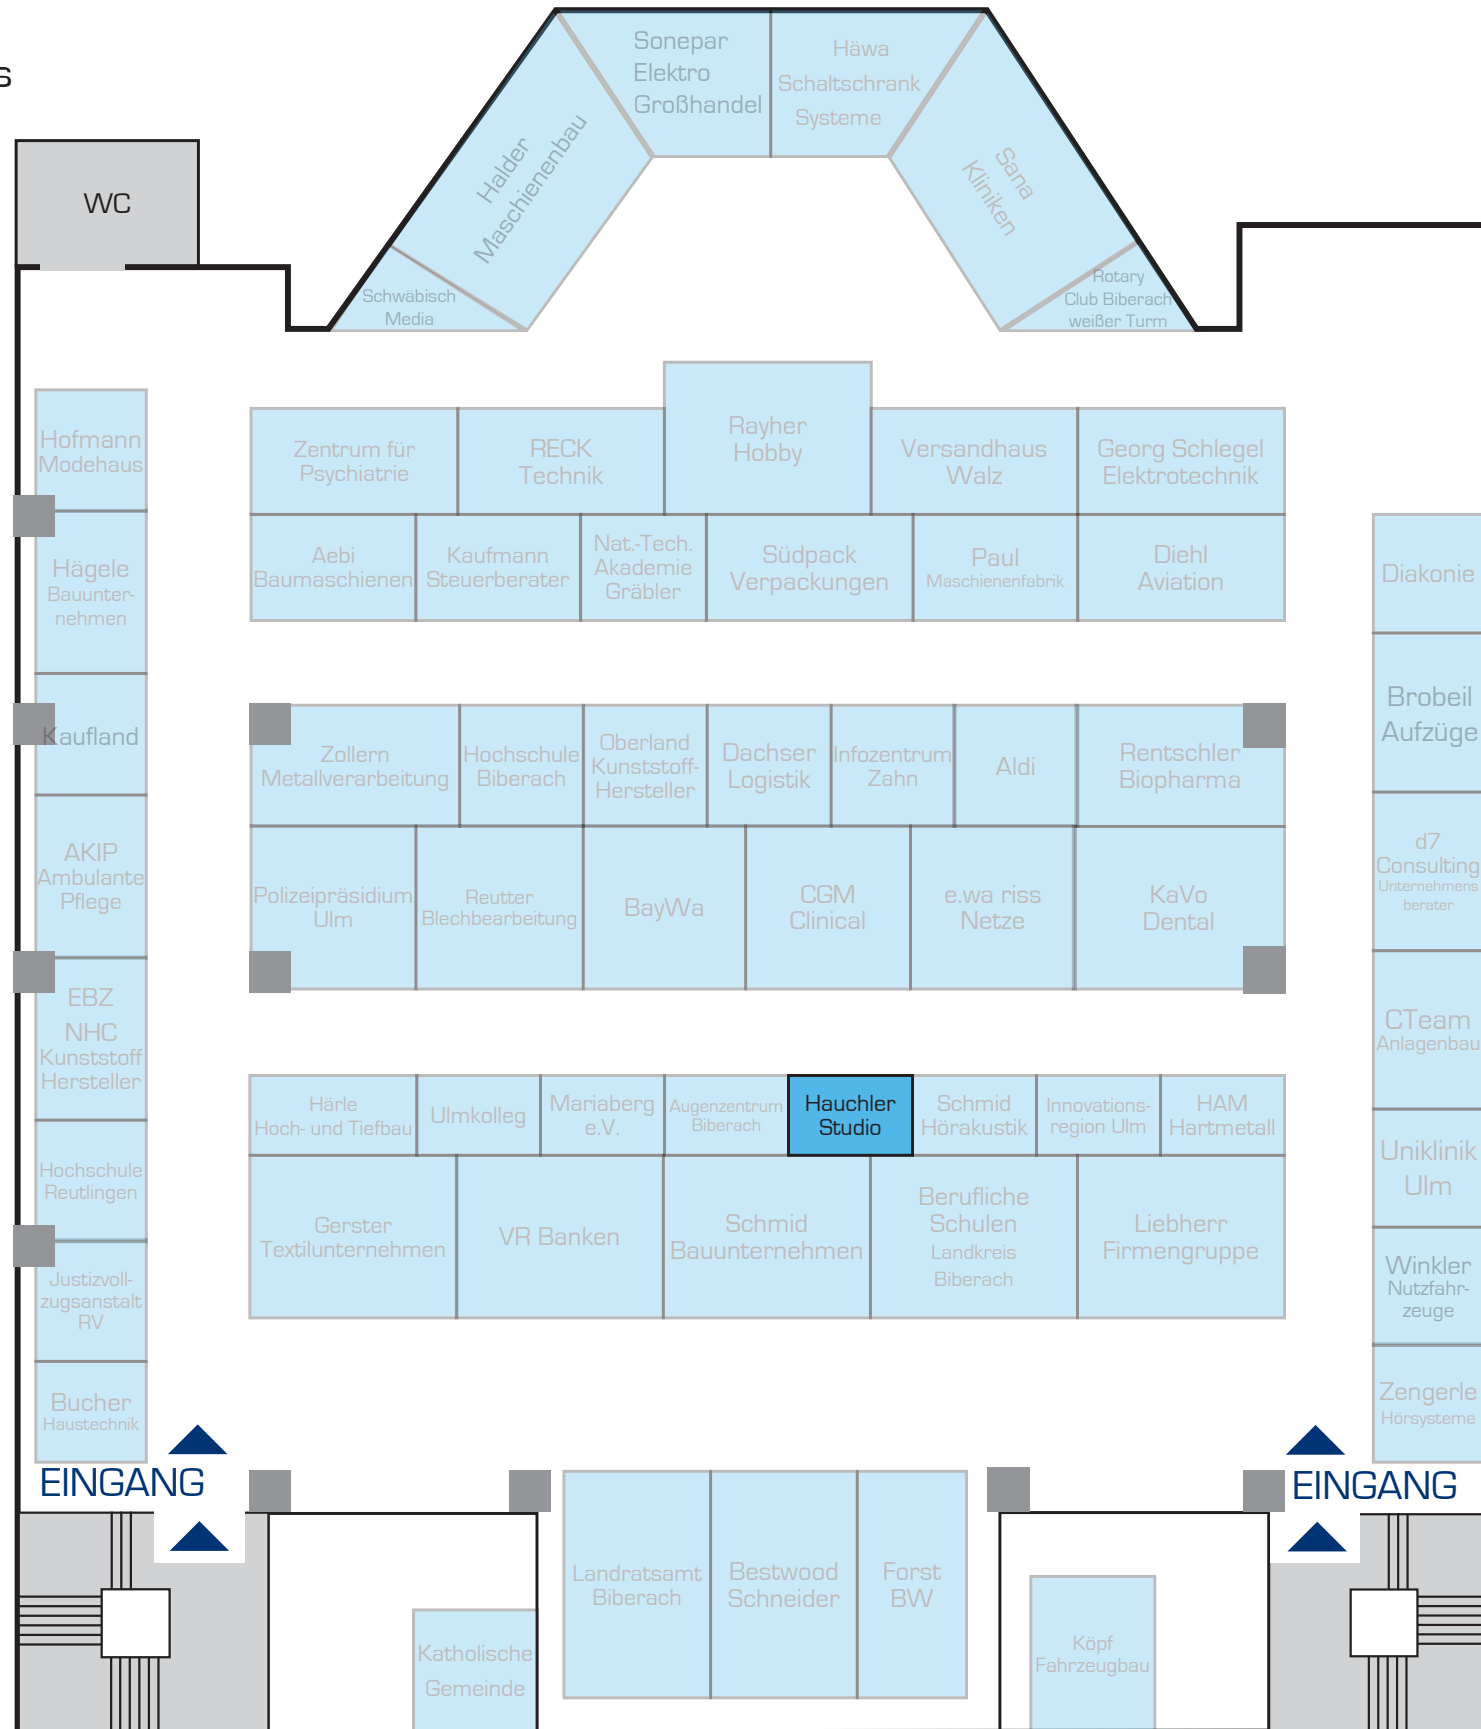 s
Sonepar
Elektro
Großhandel
Häwa
Schaltschrank
Systeme
Halder
Maschienenbau
Sana
Kliniken
WC
Schwäbisch
Media
Rotary
Club Biberach
weißer Turm
Hofmann
Modehaus
Hägele
Bauunter-
nehmen
Kaufland
AKIP
Ambulante
Pflege
EBZ
NHC
Kunststoff
Hersteller
Hochschule
Reutlingen
Justizvoll-
zugsanstalt
RV
Bucher
Haustechnik
Zentrum für
Psychiatrie
RECK
Technik
Rayher
Hobby
Versandhaus
Walz
Georg Schlegel
Elektrotechnik
Aebi
Baumaschienen
Kaufmann
Steuerberater
Nat.-Tech.
Akademie
Gräbler
Südpack
Verpackungen
Paul
Maschienenfabrik
Diehl
Aviation
Zollern
Metallverarbeitung
Hochschule
Biberach
Oberland
Kunststoff-
Hersteller
Dachser
Logistik
Infozentrum
Zahn
Aldi
Rentschler
Biopharma
Polizeipräsidium
Ulm
Reutter
Blechbearbeitung
BayWa
CGM
Clinical
e.wa riss
Netze
KaVo
Dental
Härle
Hoch- und Tiefbau
Ulmkolleg
Mariaberg
e.V.
Augenzentrum
Biberach
Hauchler
Studio
Schmid
Hörakustik
Innovations-
region Ulm
HAM
Hartmetall
Gerster
Textilunternehmen
VR Banken
Schmid
Bauunternehmen
Berufliche
Schulen
Landkreis
Biberach
Liebherr
Firmengruppe
Diakonie
Brobeil
Aufzüge
d7
Consulting
Unternehmens
berater
CTeam
Anlagenbau
Uniklinik
Ulm
Winkler
Nutzfahr-
zeuge
Zengerle
Hörsysteme
EINGANG
EINGANG
Landratsamt
Biberach
Bestwood
Schneider
Forst
BW
Katholische
Gemeinde
Köpf
Fahrzeugbau